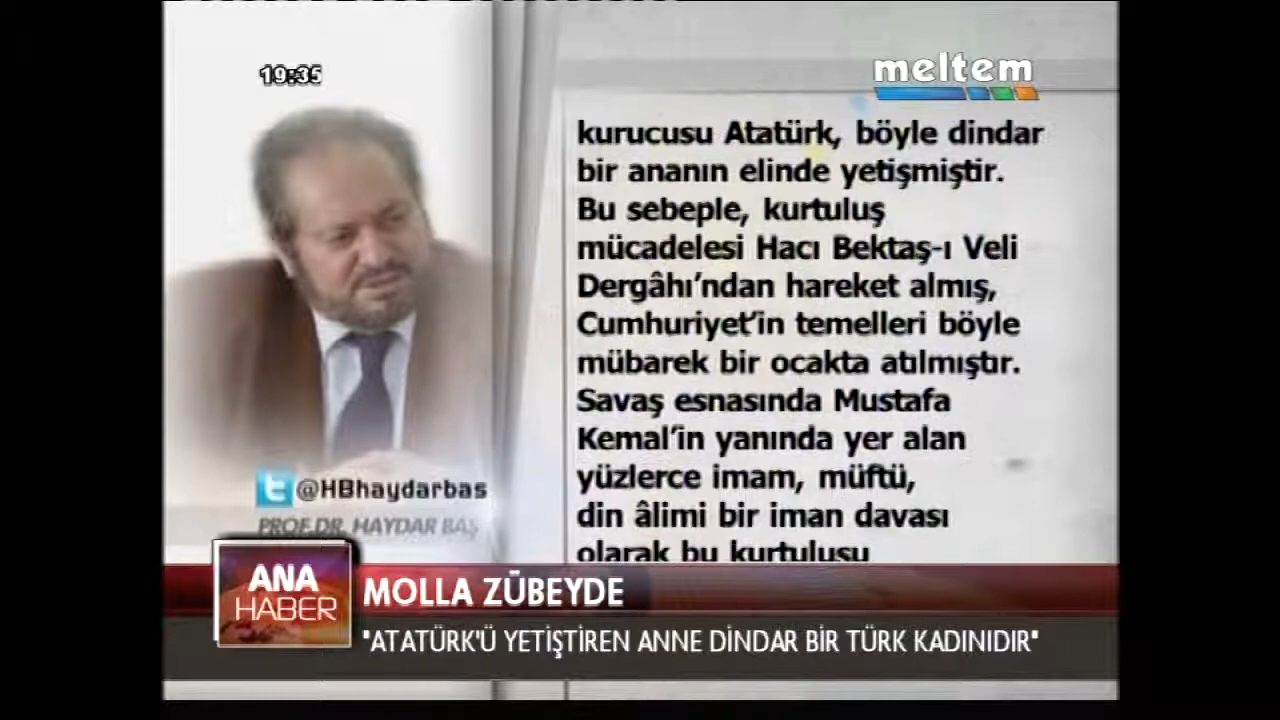 19:35
meltem
kurucusu Atatürk, böyle dindar
bir ananın elinde yetişmiştir.
Bu sebeple, kurtuluş
mücadelesi Hacı Bektaş-ı Veli
Dergâhı’ndan hareket almış,
Cumhuriyet’in temelleri böyle
mübarek bir ocakta atılmıştır.
Savaş esnasında Mustafa
Kemal’in yanında yer alan
yüzlerce imam, müftü,
din âlimi bir iman davası
olarak bu kurtuluşu
@HBhaydarbas
PROF.DR. HAYDAR BAŞ
ANA
HABER
MOLLA ZÜBEYDE
"ATATÜRK'Ü YETİŞTİREN ANNE DİNDAR BİR TÜRK KADINIDIR"